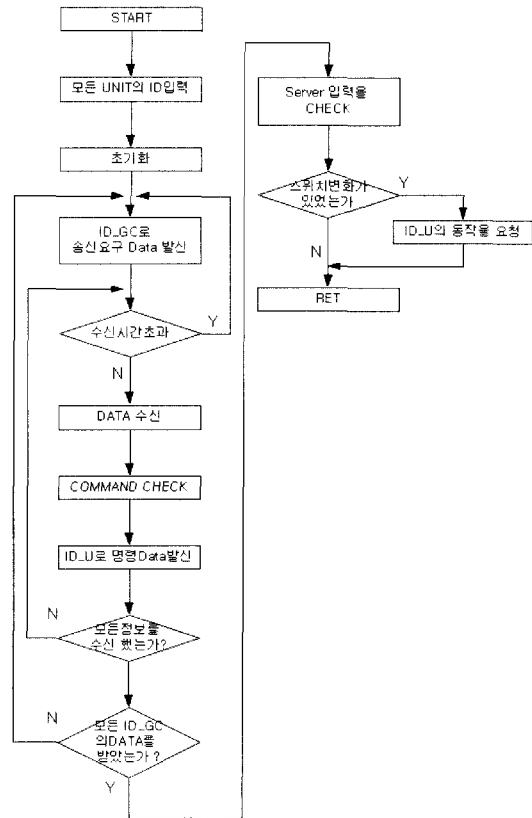 START
모든 UNIT의 ID입력
초기화
ID_GC로
송신요구 Data 발신
수신시간초과
Y
N
DATA 수신
COMMAND CHECK
ID_U로 명령Data발신
N
모든정보를
수신 했는가?
N
모든 ID_GC
의DATA를
받았는가?
Y
Server 입력을
CHECK
스위치변화가
있었는가
Y
ID_U의 동작을 요청
N
RET